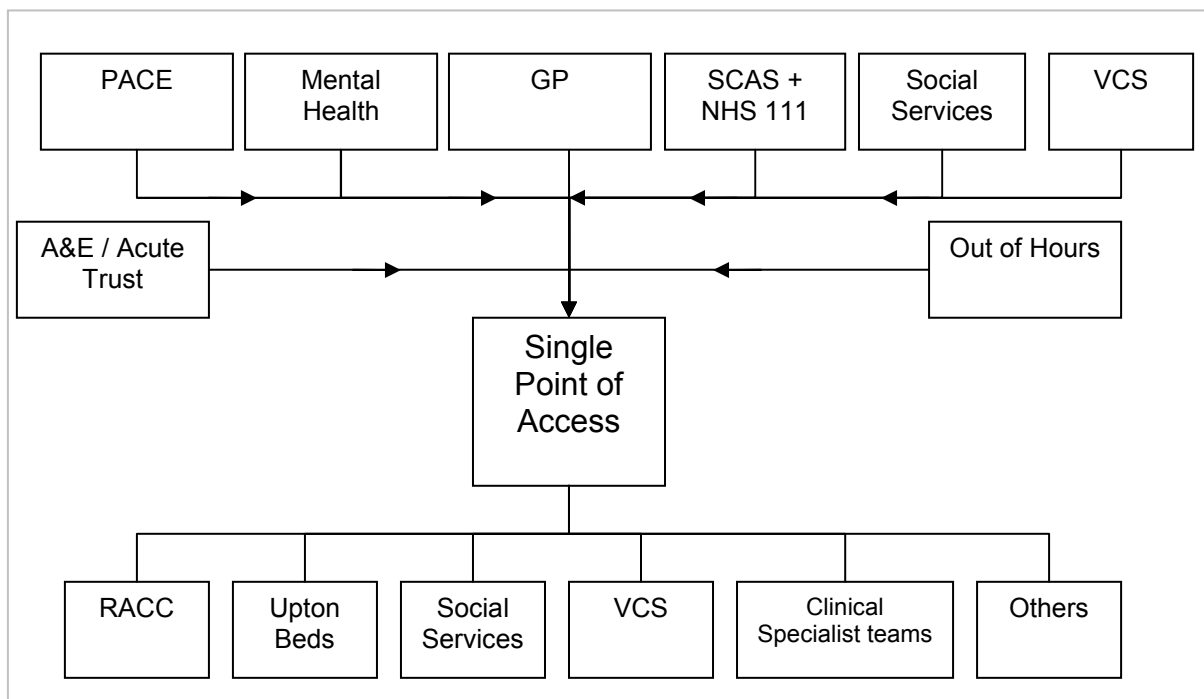 PACE
Mental
Health
GP
SCAS +
NHS 111
Social
Services
VCS
A&E / Acute
Trust
Out of Hours
Single
Point of
Access
RACC
Upton
Beds
Social
Services
VCS
Clinical
Specialist teams
Others